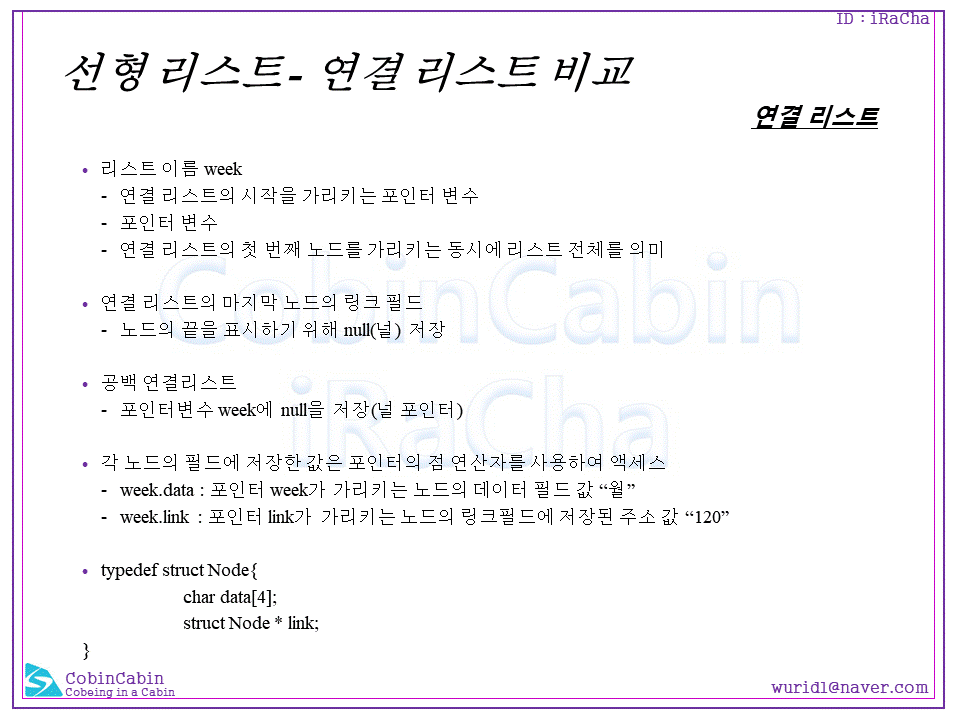 ID : iRaCha
선형 리스트- 연결 리스트 비교
연결 리스트
• 리스트 이름 week
- 연결 리스트의 시작을 가리키는 포인터 변수
- 포인터 변수
- 연결 리스트의 첫 번째 노드를 가리키는 동시에 리스트 전체를 의미
• 연결 리스트의 마지막 노드의 링크 필드
- 노드의 끝을 표시하기 위해 null(널) 저장
• 공백 연결리스트
- 포인터변수 week에 null을 저장(널 포인터)
• 각 노드의 필드에 저장한 값은 포인터의 점 연산자를 사용하여 액세스
- week.data : 포인터 week가 가리키는 노드의 데이터 필드 값 “월”
- week.link : 포인터 link가 가리키는 노드의 링크필드에 저장된 주소 값 “120”
• typedef struct Node{
char data[4];
struct Node * link;
}
CobinCabin
iRaCha
CobinCabin
Cobeing in a Cabin
wurid1@naver.com